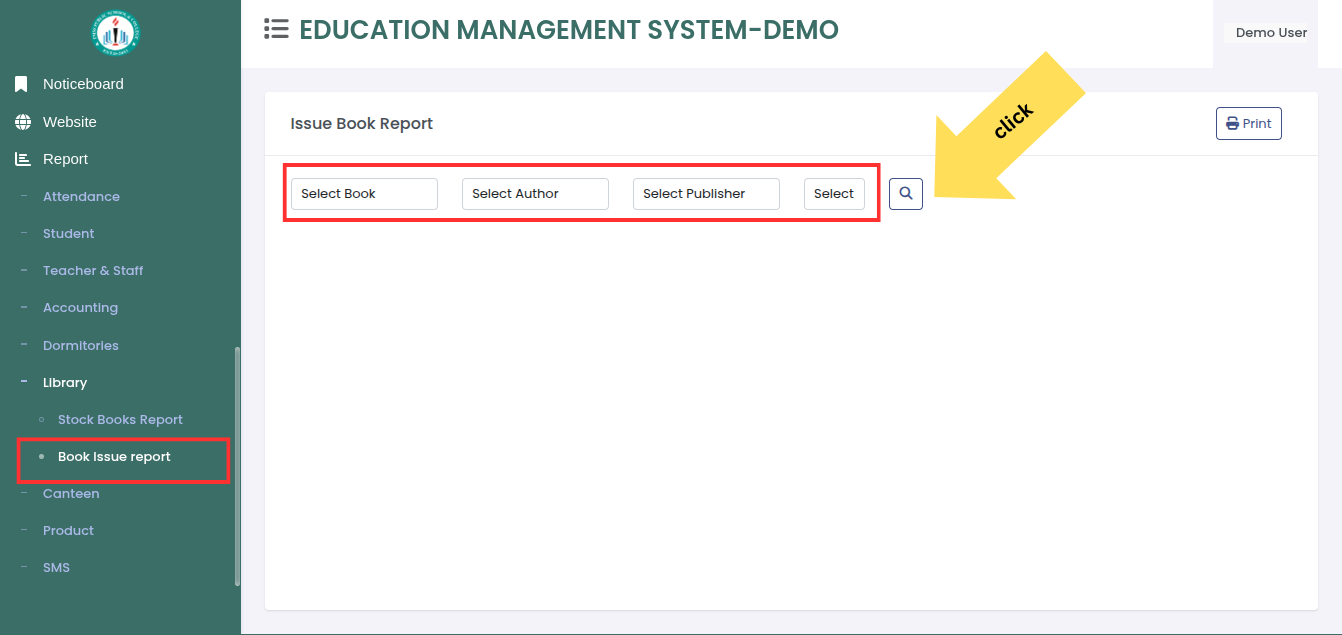 EDUCATION MANAGEMENT SYSTEM-DEMO
Demo User
Noticeboard
Website
Report
Attendance
Student
Teacher & Staff
Accounting
Dormitories
Library
Stock Books Report
Book Issue report
Canteen
Product
SMS
Issue Book Report
Print
click
Select Book
Select Author
Select Publisher
Select